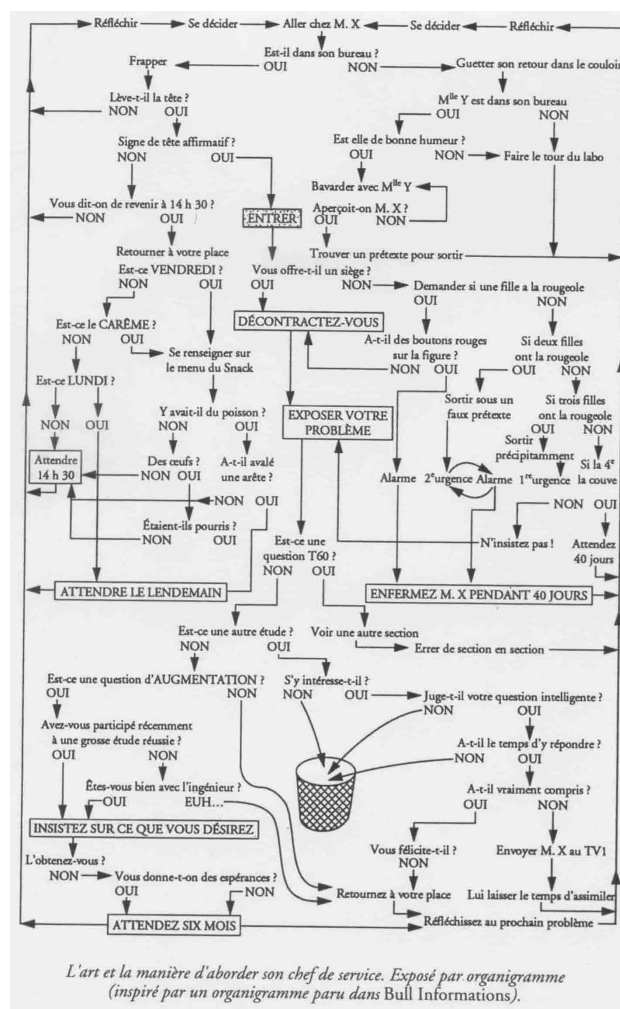 Réfléchir Se décider Aller chez M. X Se décider Réfléchir
Est-il dans son bureau ?
OUI NON
Frapper
Guetter son retour dans le couloir
Lève-t-il la tête ?
NON OUI
Mlle Y est dans son bureau
OUI NON
Signe de tête affirmatif ?
NON OUI
Est elle de bonne humeur ?
OUI NON
Faire le tour du labo
Vous dit-on de revenir à 14 h 30 ?
NON OUI
ENTRER
Bavarder avec Mlle Y
Aperçoit-on M. X ?
OUI NON
Retourner à votre place
Trouver un prétexte pour sortir
Est-ce VENDREDI ?
NON OUI
Vous offre-t-il un siège ?
OUI NON
Demander si une fille a la rougeole
OUI NON
Est-ce le CARÊME ?
NON OUI
DÉCONTRACTEZ-VOUS
A-t-il des boutons rouges
sur la figure ?
NON OUI
Si deux filles
ont la rougeole
OUI NON
Se renseigner sur
le menu du Snack
Est-ce LUNDI ?
NON OUI
Sortir sous un
faux prétexte
Si trois filles
ont la rougeole
OUI NON
Y avait-il du poisson ?
NON OUI
EXPOSER VOTRE
PROBLÈME
Sortir
précipitamment
Attendre
14 h 30
Des œufs ?
NON OUI
A-t-il avalé
une arête ?
NON OUI
Alarme 2e urgence Alarme 1re urgence
Si la 4e
la couve
NON OUI
Étaient-ils pourris ?
NON OUI
Est-ce une
question T60 ?
NON OUI
N'insistez pas !
Attendez
40 jours
ATTENDRE LE LENDEMAIN
ENFERMEZ M. X PENDANT 40 JOURS
Est-ce une autre étude ?
NON OUI
Voir une autre section
Errer de section en section
Est-ce une question d'AUGMENTATION ?
OUI NON
S'y intéresse-t-il ?
NON OUI
Juge-t-il votre question intelligente ?
NON OUI
Avez-vous participé récemment
à une grosse étude réussie ?
OUI NON
A-t-il le temps d'y répondre ?
NON OUI
Êtes-vous bien avec l'ingénieur ?
OUI EUH...
A-t-il vraiment compris ?
OUI NON
INSISTEZ SUR CE QUE VOUS DÉSIREZ
Vous félicite-t-il ?
NON
Envoyer M. X au TV1
L'obtenez-vous ?
NON
Vous donne-t-on des espérances ?
OUI NON
Retournez à votre place
Lui laisser le temps d'assimiler
ATTENDEZ SIX MOIS
Réfléchissez au prochain problème
L'art et la manière d'aborder son chef de service. Exposé par organigramme
(inspiré par un organigramme paru dans Bull Informations).